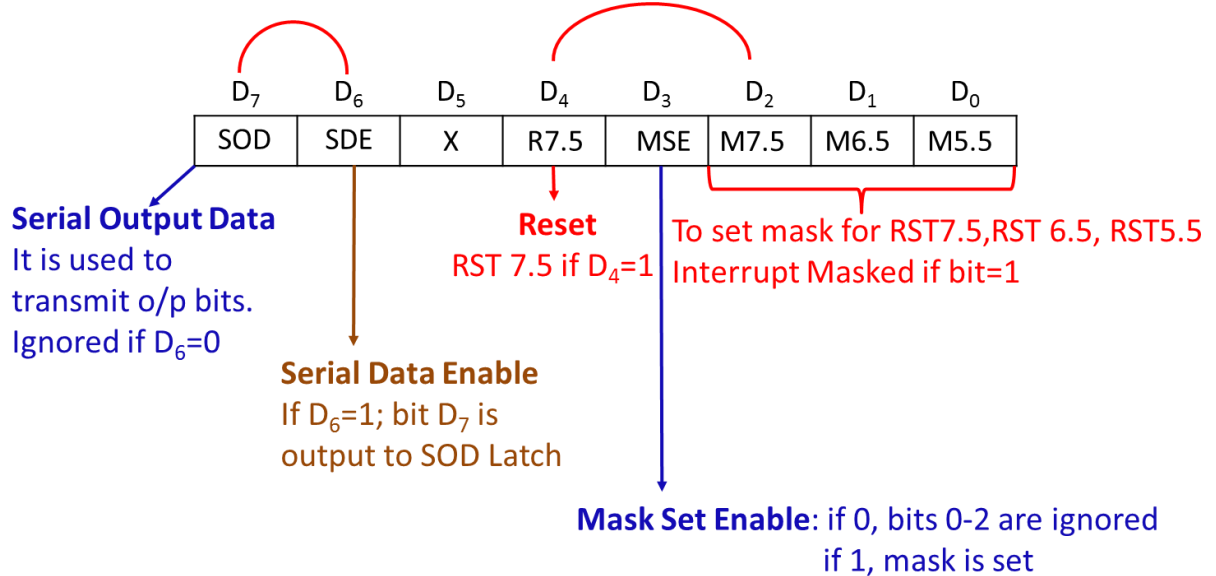 D₇ D₆ D₅ D₄ D₃ D₂ D₁ D₀
SOD SDE X R7.5 MSE M7.5 M6.5 M5.5
Serial Output Data
It is used to
transmit o/p bits.
Ignored if D₆=0
Serial Data Enable
If D₆=1; bit D₇ is
output to SOD Latch
Reset
RST 7.5 if D₄=1
To set mask for RST7.5,RST 6.5, RST5.5
Interrupt Masked if bit=1
Mask Set Enable: if 0, bits 0-2 are ignored
if 1, mask is set